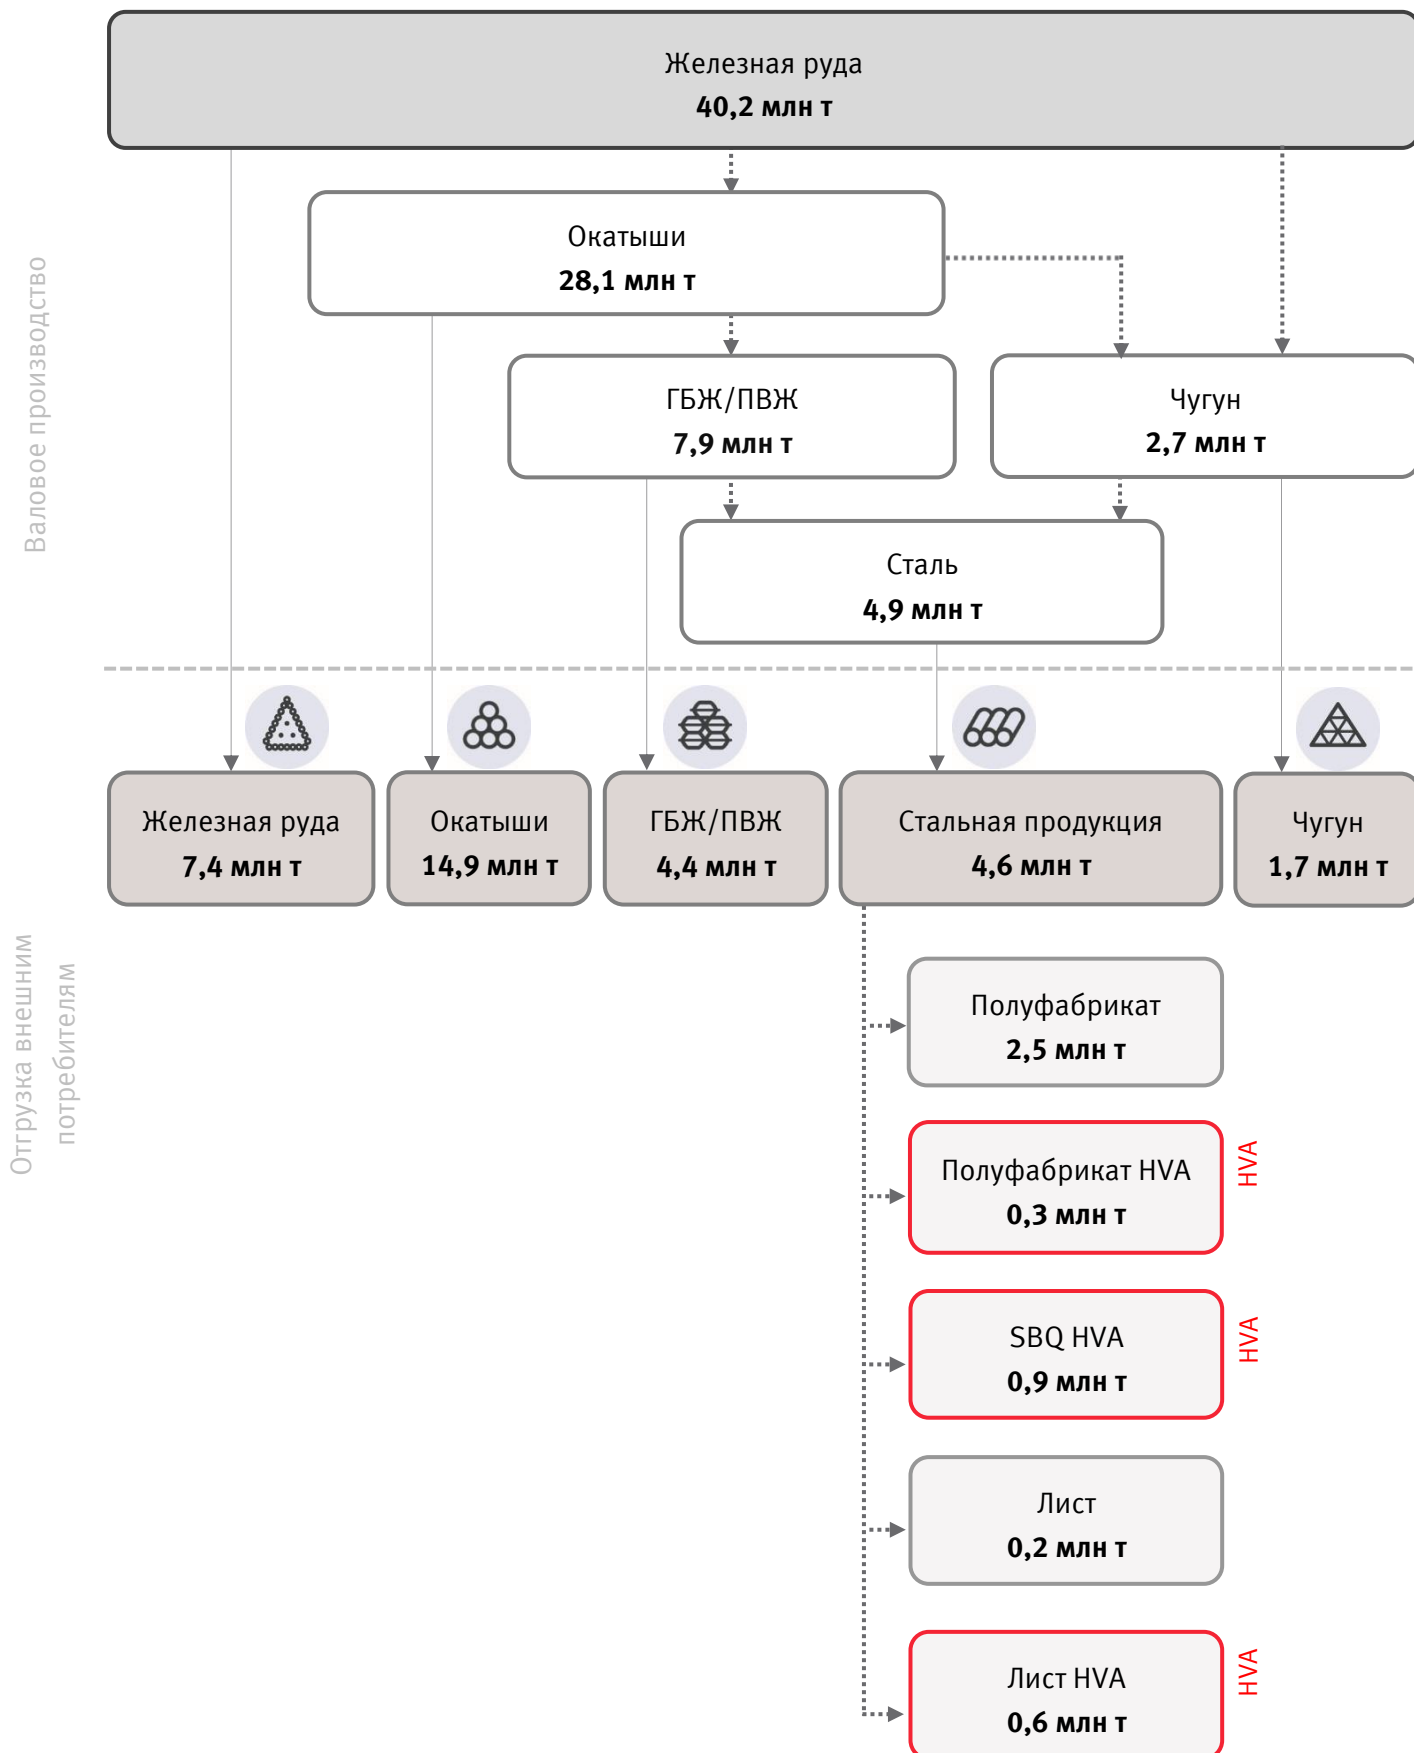 Валовое производство
Железная руда
40,2 млн т
Окатыши
28,1 млн т
ГБЖ/ПВЖ
7,9 млн т
Чугун
2,7 млн т
Сталь
4,9 млн т
Отгрузка внешним
потребителям
Железная руда
7,4 млн т
Окатыши
14,9 млн т
ГБЖ/ПВЖ
4,4 млн т
Стальная продукция
4,6 млн т
Чугун
1,7 млн т
Полуфабрикат
2,5 млн т
Полуфабрикат HVA
0,3 млн т
HVA
SBQ HVA
0,9 млн т
HVA
Лист
0,2 млн т
Лист HVA
0,6 млн т
HVA